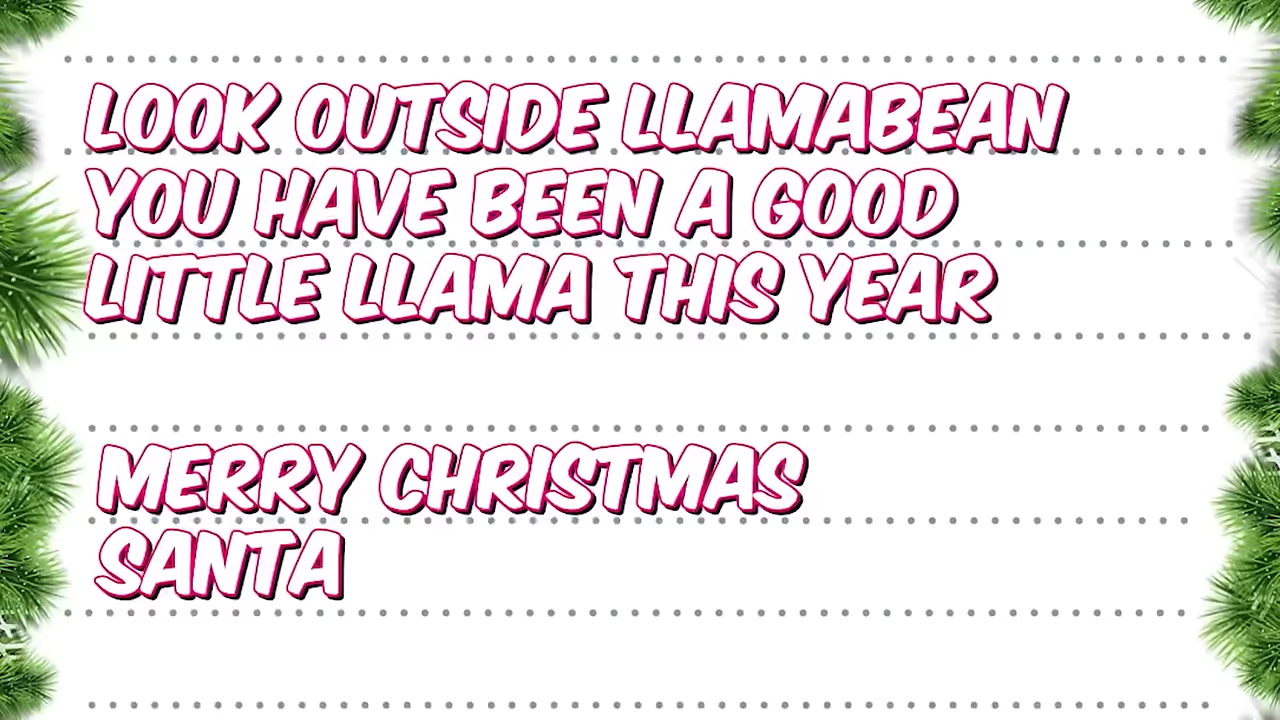 LOOK OUTSIDE LLAMABEAN
YOU HAVE BEEN A GOOD
LITTLE LLAMA THIS YEAR
MERRY CHRISTMAS
SANTA